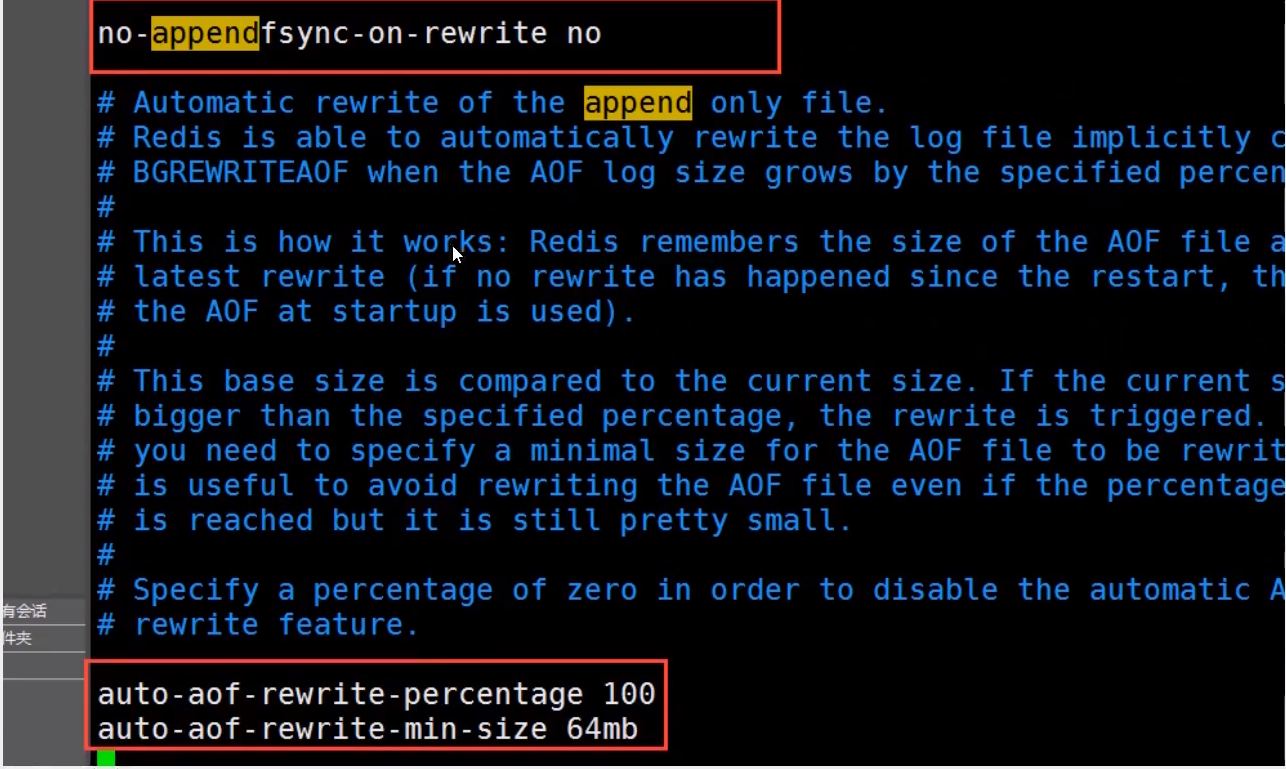 no-appendfsync-on-rewrite no
# Automatic rewrite of the append only file.
# Redis is able to automatically rewrite the log file implicitly
# BGREWRITEAOF when the AOF log size grows by the specified
#
# This is how it works: Redis remembers the size of the AOF file
# latest rewrite (if no rewrite has happened since the restart,
# the AOF at startup is used).
#
# This base size is compared to the current size. If the current
# bigger than the specified percentage, the rewrite is triggered.
# you need to specify a minimal size for the AOF file to be
# is useful to avoid rewriting the AOF file even if the percentage
# is reached but it is still pretty small.
#
# Specify a percentage of zero in order to disable the automatic
# rewrite feature.
有会话
件夹
auto-aof-rewrite-percentage 100
auto-aof-rewrite-min-size 64mb